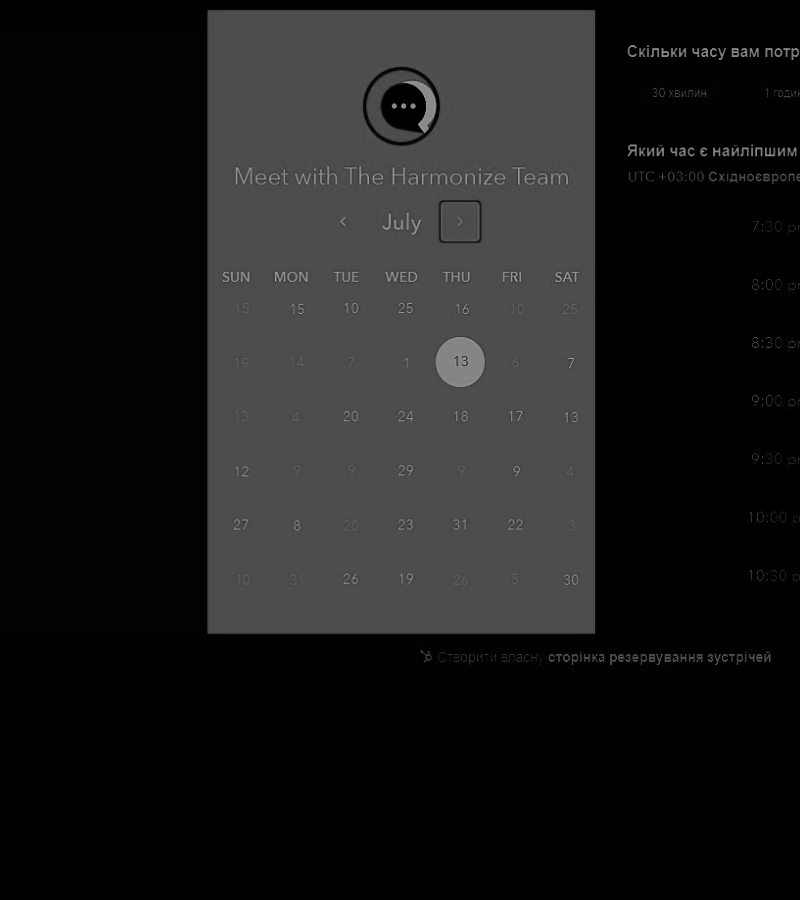 Meet with The Harmonize Team
July
SUN MON TUE WED THU FRI SAT
15 15 10 25 16 10 25
19 14 7 1 13 6 7
13 4 20 24 18 17 13
12 9 9 29 9 9 4
27 8 20 23 31 22 3
10 31 26 19 26 5 30
Скільки часу вам
30 хвилин 1
Який час є найліпшим
UTC +03:00
7:30
8:00
8:30
9:00
9:30
10:00
10:30
Створити власну сторінка резервування зустрічей